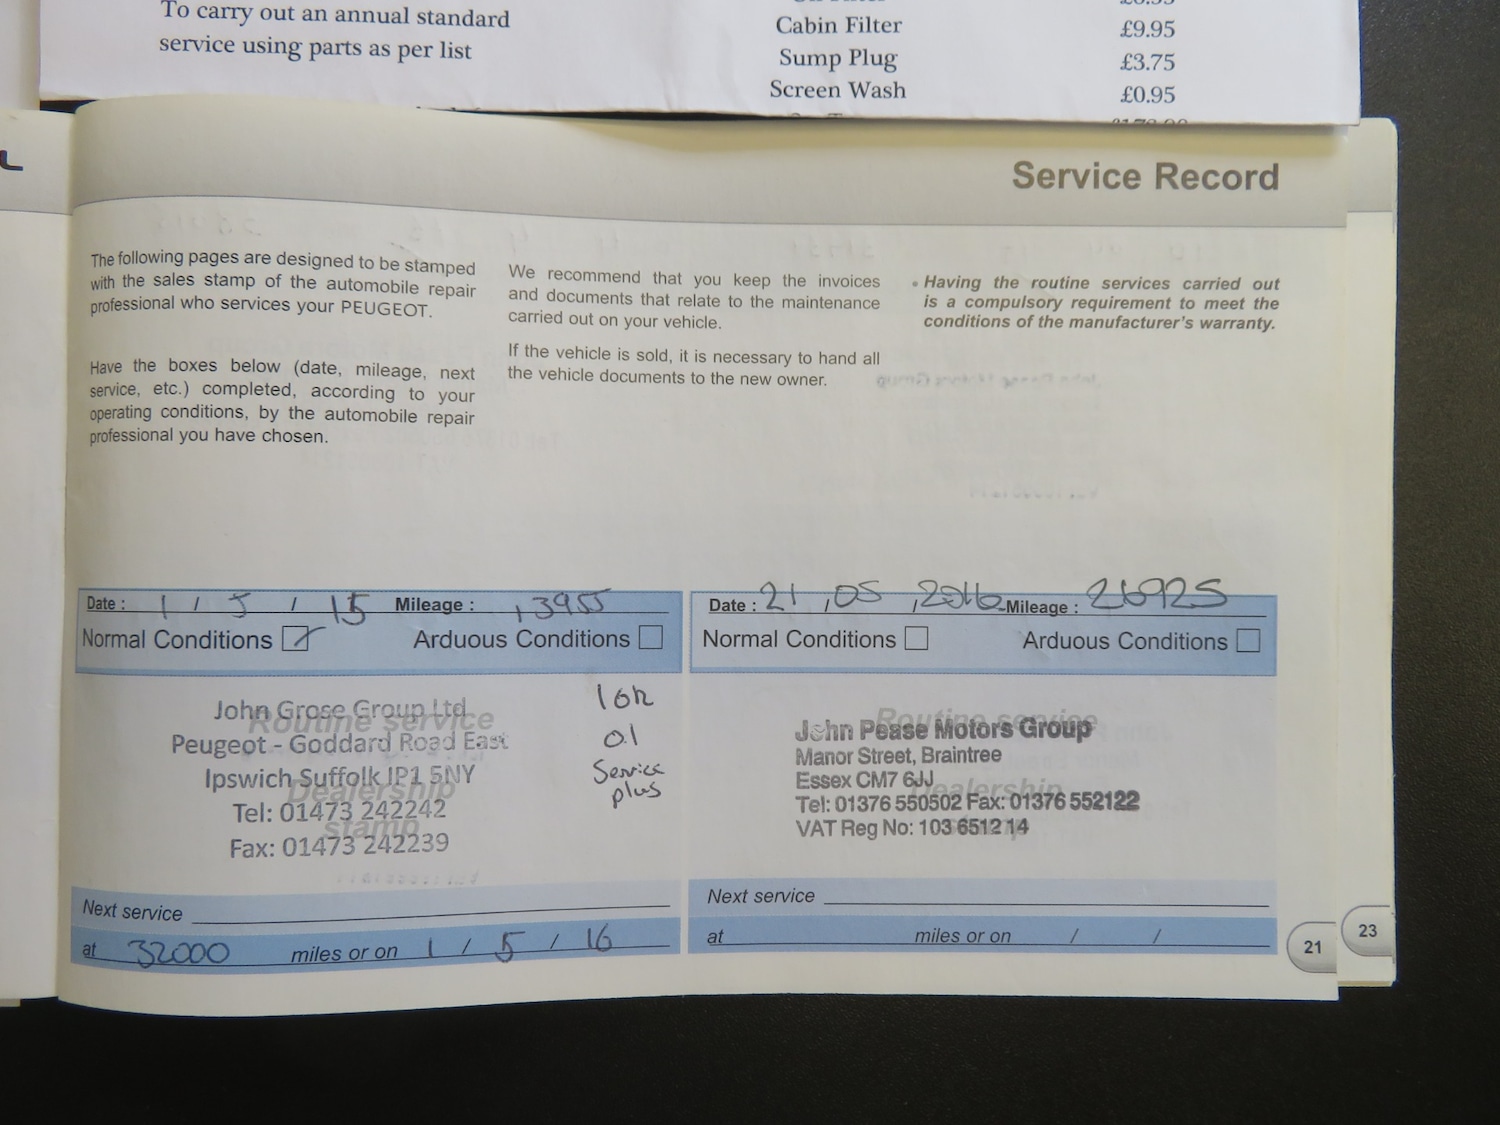 To carry out an annual standard
service using parts as per list
Cabin Filter £9.95
Sump Plug £3.75
Screen Wash £0.95
Service Record
The following pages are designed to be stamped
with the sales stamp of the automobile repair
professional who services your PEUGEOT.
Have the boxes below (date, mileage, next
service, etc.) completed, according to your
operating conditions, by the automobile repair
professional you have chosen.
We recommend that you keep the invoices
and documents that relate to the maintenance
carried out on your vehicle.
If the vehicle is sold, it is necessary to hand all
the vehicle documents to the new owner.
• Having the routine services carried out
is a compulsory requirement to meet the
conditions of the manufacturer's warranty.
Date : 1 / 5 / 15 Mileage : 13955
Normal Conditions Arduous Conditions
Routine service
Dealership
stamp
John Grose Group Ltd
Peugeot - Goddard Road East
Ipswich Suffolk IP1 5NY
Tel: 01473 242242
Fax: 01473 242239
10k
oil
Service
plus
Next service
at 32000 miles or on 1 / 5 / 16
Date : 21 / 05 / 2016 Mileage : 26925
Normal Conditions Arduous Conditions
Routine service
Dealership
John Pease Motors Group
Manor Street, Braintree
Essex CM7 6JJ
Tel: 01376 550502 Fax: 01376 552122
VAT Reg No: 103 6512 14
Next service
at miles or on / /
21
23